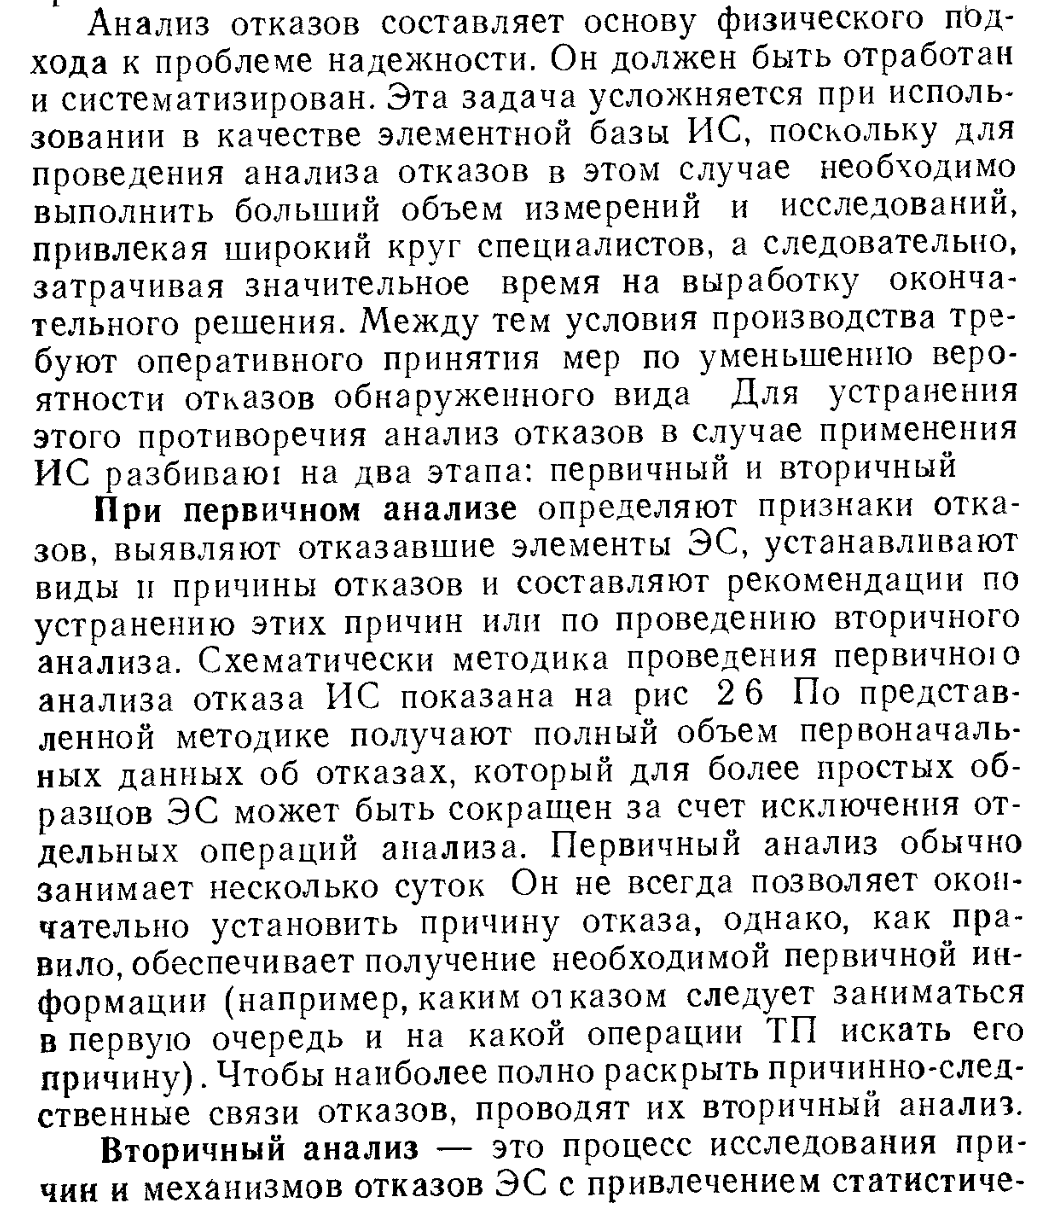 Анализ отказов составляет основу физического под-
хода к проблеме надежности. Он должен быть отработан
и систематизирован. Эта задача усложняется при исполь-
зовании в качестве элементной базы ИС, поскольку для
проведения анализа отказов в этом случае необходимо
выполнить больший объем измерений и исследований,
привлекая широкий круг специалистов, а следовательно,
затрачивая значительное время на выработку оконча-
тельного решения. Между тем условия производства тре-
буют оперативного принятия мер по уменьшению веро-
ятности отказов обнаруженного вида Для устранения
этого противоречия анализ отказов в случае применения
ИС разбивают на два этапа: первичный и вторичный
При первичном анализе определяют признаки отка-
зов, выявляют отказавшие элементы ЭС, устанавливают
виды и причины отказов и составляют рекомендации по
устранению этих причин или по проведению вторичного
анализа. Схематически методика проведения первичного
анализа отказа ИС показана на рис 2 6 По представ-
ленной методике получают полный объем первоначаль-
ных данных об отказах, который для более простых об-
разцов ЭС может быть сокращен за счет исключения от-
дельных операций анализа. Первичный анализ обычно
занимает несколько суток Он не всегда позволяет окон-
чательно установить причину отказа, однако, как пра-
вило, обеспечивает получение необходимой первичной ин-
формации (например, каким отказом следует заниматься
в первую очередь и на какой операции ТП искать его
причину). Чтобы наиболее полно раскрыть причинно-след-
ственные связи отказов, проводят их вторичный анализ.
Вторичный анализ — это процесс исследования при-
чин и механизмов отказов ЭС с привлечением статистиче-